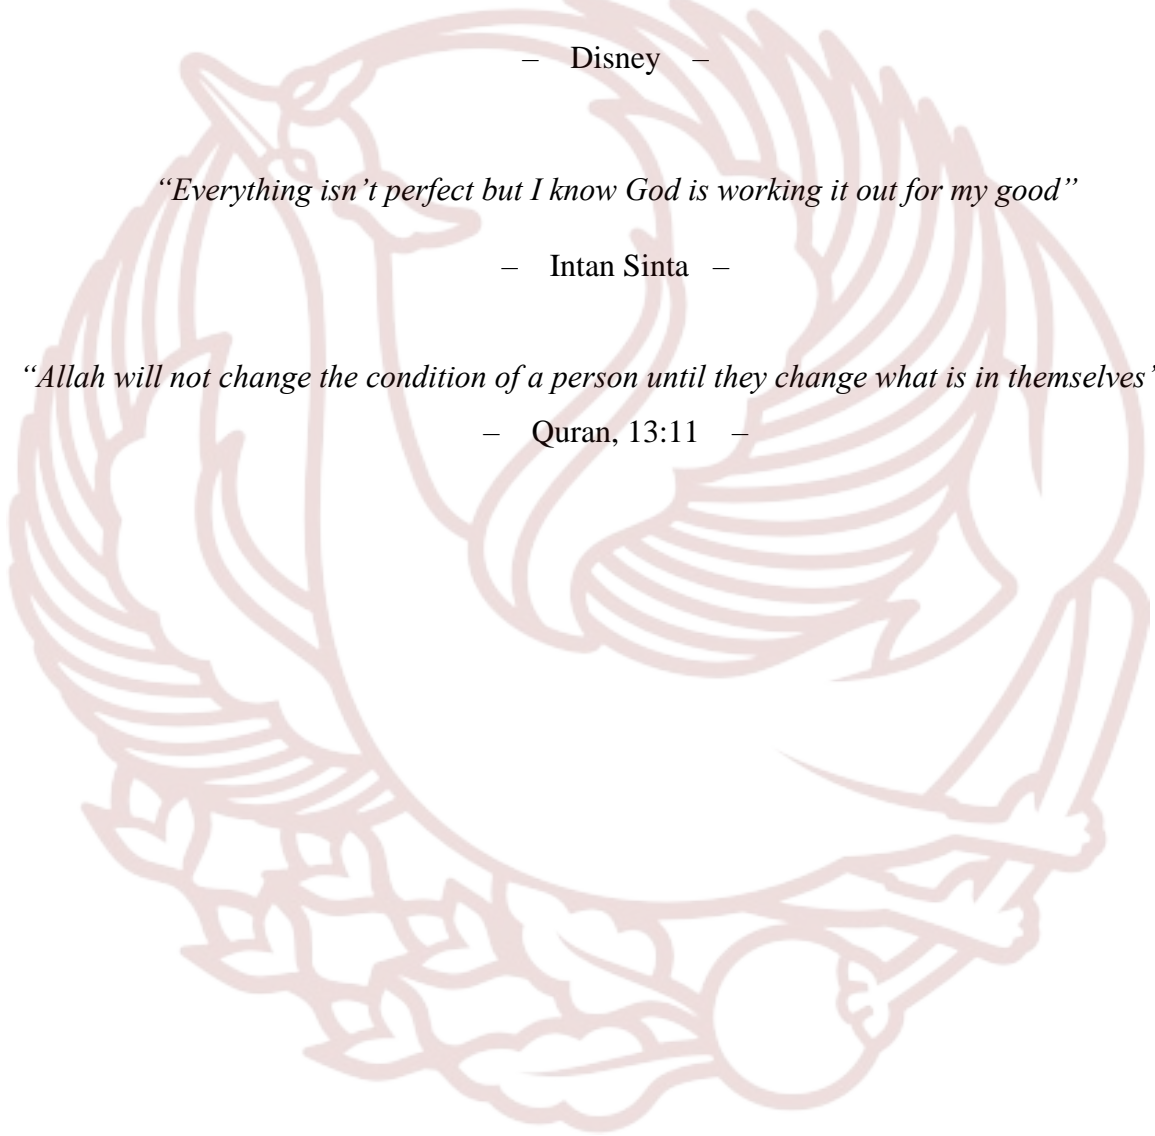 – Disney –
“Everything isn’t perfect but I know God is working it out for my good”
– Intan Sinta –
“Allah will not change the condition of a person until they change what is in themselves”
– Quran, 13:11 –